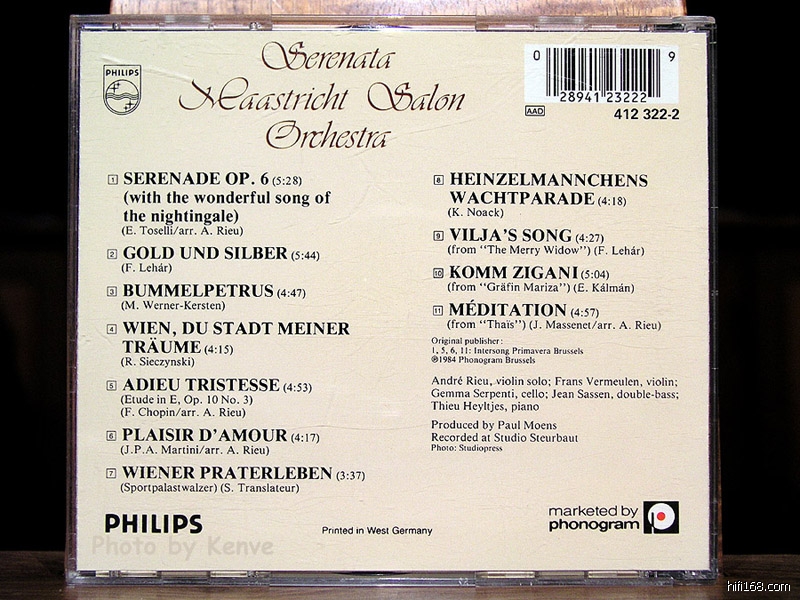 Serenata
Maastricht Salon
Orchestra
PHILIPS
0
28941 23222
9
AAD
412 322-2
1 SERENADE OP. 6 (5:28)
(with the wonderful song of
the nightingale)
(E. Toselli/arr. A. Rieu)
2 GOLD UND SILBER (5:44)
(F. Lehár)
3 BUMMELPETRUS (4:47)
(M. Werner-Kersten)
4 WIEN, DU STADT MEINER
TRÄUME (4:15)
(R. Sieczynski)
5 ADIEU TRISTESSE (4:53)
(Etude in E, Op. 10 No. 3)
(F. Chopin/arr. A. Rieu)
6 PLAISIR D'AMOUR (4:17)
(J.P.A. Martini/arr. A. Rieu)
7 WIENER PRATERLEBEN (3:37)
(Sportpalastwalzer) (S. Translateur)
8 HEINZELMANNCHENS
WACHTPARADE (4:18)
(K. Noack)
9 VILJA'S SONG (4:27)
(from "The Merry Widow") (F. Lehár)
10 KOMM ZIGANI (5:04)
(from "Gräfin Mariza") (E. Kálmán)
11 MÉDITATION (4:57)
(from "Thaïs") (J. Massenet/arr. A. Rieu)
Original publisher:
1, 5, 6, 11: Intersong Primavera Brussels
℗1984 Phonogram Brussels
André Rieu, violin solo; Frans Vermeulen, violin;
Gemma Serpenti, cello; Jean Sassen, double-bass;
Thieu Heyltjes, piano
Produced by Paul Moens
Recorded at Studio Steurbaut
Photo: Studiopress
PHILIPS
Printed in West Germany
marketed by
phonogram
Photo by Kenve
hifi168.com